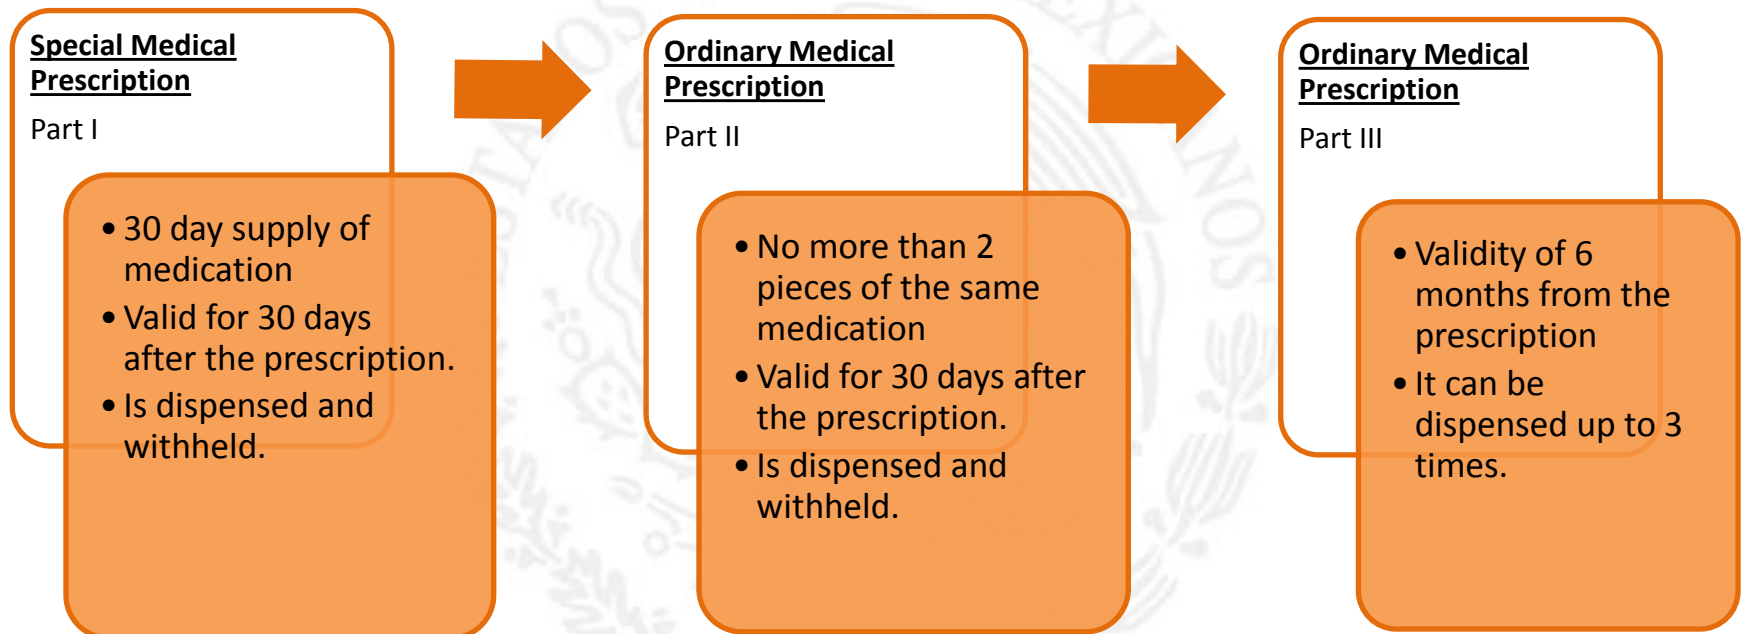 Special Medical
Prescription
Part I
• 30 day supply of
medication
• Valid for 30 days
after the prescription.
• Is dispensed and
withheld.
Ordinary Medical
Prescription
Part II
• No more than 2
pieces of the same
medication
• Valid for 30 days after
the prescription.
• Is dispensed and
withheld.
Ordinary Medical
Prescription
Part III
• Validity of 6
months from the
prescription
• It can be
dispensed up to 3
times.